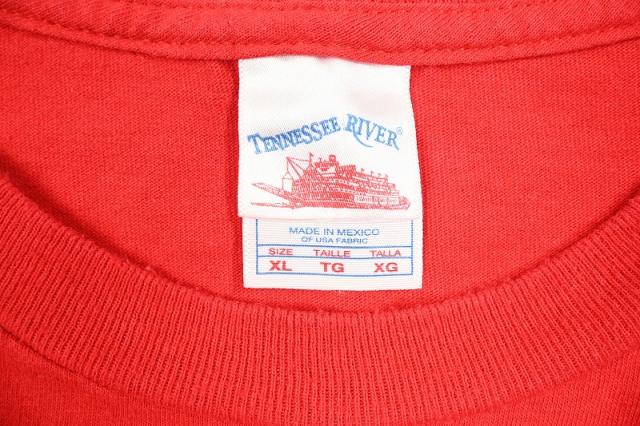 TENNESSEE RIVER®
MADE IN MEXICO
OF USA FABRIC
SIZE TAILLE TALLA
XL TG XG